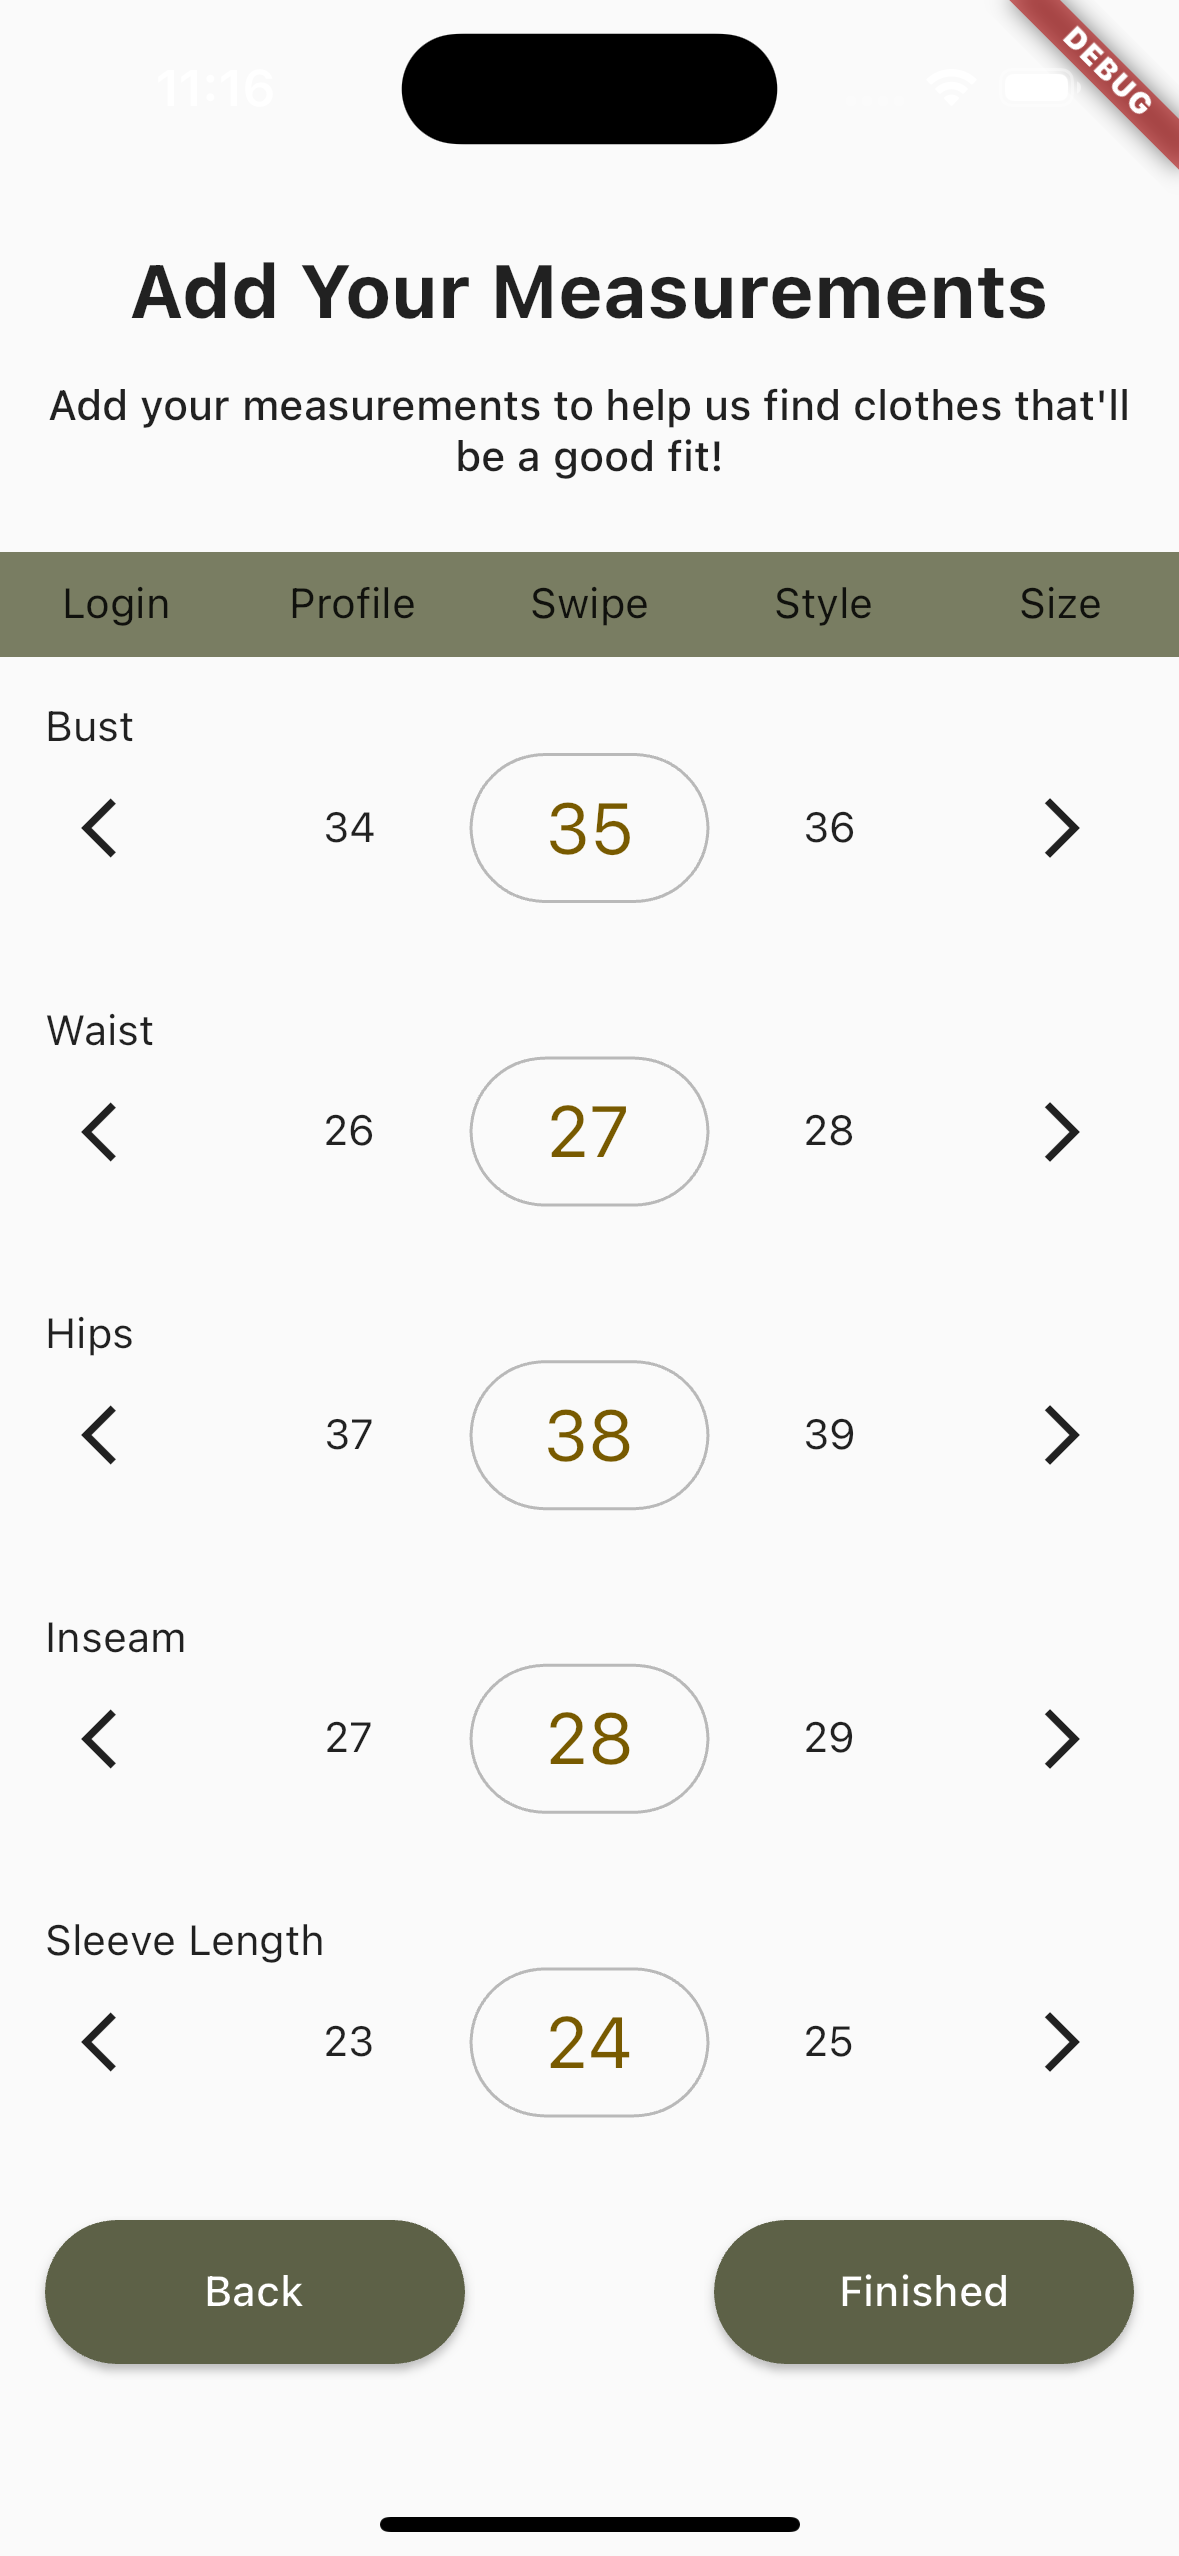 11:16
DEBUG
Add Your Measurements
Add your measurements to help us find clothes that'll
be a good fit!
Login Profile Swipe Style Size
Bust
34 35 36
Waist
26 27 28
Hips
37 38 39
Inseam
27 28 29
Sleeve Length
23 24 25
Back Finished